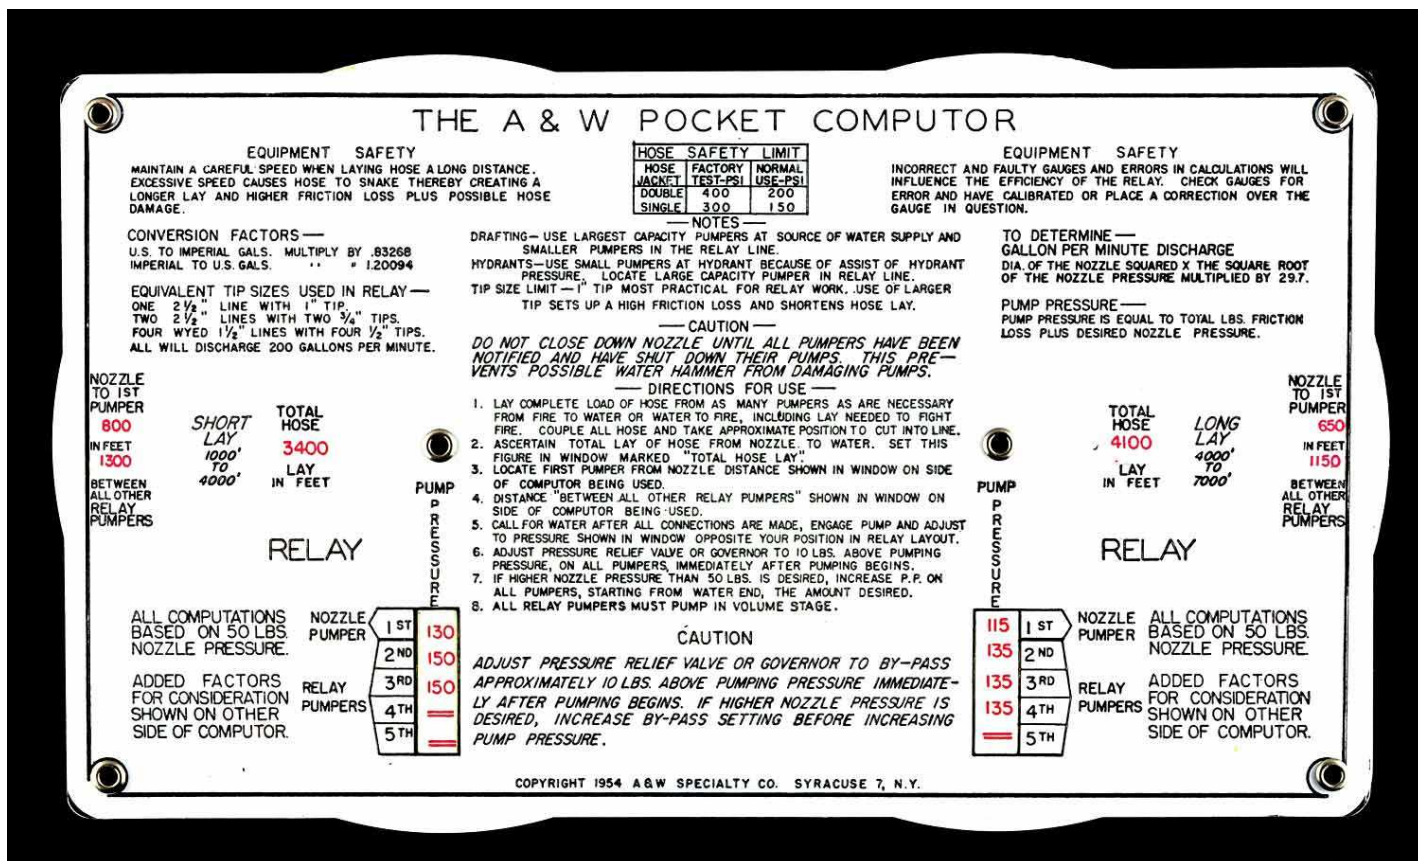 THE A & W POCKET COMPUTOR
EQUIPMENT SAFETY
MAINTAIN A CAREFUL SPEED WHEN LAYING HOSE A LONG DISTANCE.
EXCESSIVE SPEED CAUSES HOSE TO SNAKE THEREBY CREATING A
LONGER LAY AND HIGHER FRICTION LOSS PLUS POSSIBLE HOSE
DAMAGE.
CONVERSION FACTORS—
U.S. TO IMPERIAL GALS. MULTIPLY BY .83268
IMPERIAL TO U.S. GALS. '' " 1.20094
EQUIVALENT TIP SIZES USED IN RELAY—
ONE 2½" LINE WITH 1" TIP.
TWO 2½" LINES WITH TWO ¾" TIPS.
FOUR WYED 1½" LINES WITH FOUR ½" TIPS.
ALL WILL DISCHARGE 200 GALLONS PER MINUTE.
HOSE SAFETY LIMIT
HOSE JACKET FACTORY TEST-PSI NORMAL USE-PSI
DOUBLE 400 200
SINGLE 300 150
—NOTES—
DRAFTING—USE LARGEST CAPACITY PUMPERS AT SOURCE OF WATER SUPPLY AND
SMALLER PUMPERS IN THE RELAY LINE.
HYDRANTS—USE SMALL PUMPERS AT HYDRANT BECAUSE OF ASSIST OF HYDRANT
PRESSURE, LOCATE LARGE CAPACITY PUMPER IN RELAY LINE.
TIP SIZE LIMIT—1" TIP MOST PRACTICAL FOR RELAY WORK. .USE OF LARGER
TIP SETS UP A HIGH FRICTION LOSS AND SHORTENS HOSE LAY.
—CAUTION—
DO NOT CLOSE DOWN NOZZLE UNTIL ALL PUMPERS HAVE BEEN
NOTIFIED AND HAVE SHUT DOWN THEIR PUMPS. THIS PRE—
VENTS POSSIBLE WATER HAMMER FROM DAMAGING PUMPS.
—DIRECTIONS FOR USE—
1. LAY COMPLETE LOAD OF HOSE FROM AS MANY PUMPERS AS ARE NECESSARY
FROM FIRE TO WATER OR WATER TO FIRE, INCLUDING LAY NEEDED TO FIGHT
FIRE. COUPLE ALL HOSE AND TAKE APPROXIMATE POSITION TO CUT INTO LINE.
2. ASCERTAIN TOTAL LAY OF HOSE FROM NOZZLE TO WATER. SET THIS
FIGURE IN WINDOW MARKED "TOTAL HOSE LAY".
3. LOCATE FIRST PUMPER FROM NOZZLE DISTANCE SHOWN IN WINDOW ON SIDE
OF COMPUTOR BEING USED.
4. DISTANCE "BETWEEN ALL OTHER RELAY PUMPERS" SHOWN IN WINDOW ON
SIDE OF COMPUTOR BEING USED.
5. CALL FOR WATER AFTER ALL CONNECTIONS ARE MADE, ENGAGE PUMP AND ADJUST
TO PRESSURE SHOWN IN WINDOW OPPOSITE YOUR POSITION IN RELAY LAYOUT.
6. ADJUST PRESSURE RELIEF VALVE OR GOVERNOR TO 10 LBS. ABOVE PUMPING
PRESSURE, ON ALL PUMPERS, IMMEDIATELY AFTER PUMPING BEGINS.
7. IF HIGHER NOZZLE PRESSURE THAN 50 LBS. IS DESIRED, INCREASE P.P. ON
ALL PUMPERS, STARTING FROM WATER END, THE AMOUNT DESIRED.
8. ALL RELAY PUMPERS MUST PUMP IN VOLUME STAGE.
CAUTION
ADJUST PRESSURE RELIEF VALVE OR GOVERNOR TO BY—PASS
APPROXIMATELY 10 LBS. ABOVE PUMPING PRESSURE IMMEDIATE—
LY AFTER PUMPING BEGINS. IF HIGHER NOZZLE PRESSURE IS
DESIRED, INCREASE BY-PASS SETTING BEFORE INCREASING
PUMP PRESSURE.
EQUIPMENT SAFETY
INCORRECT AND FAULTY GAUGES AND ERRORS IN CALCULATIONS WILL
INFLUENCE THE EFFICIENCY OF THE RELAY. CHECK GAUGES FOR
ERROR AND HAVE CALIBRATED OR PLACE A CORRECTION OVER THE
GAUGE IN QUESTION.
TO DETERMINE—
GALLON PER MINUTE DISCHARGE
DIA. OF THE NOZZLE SQUARED X THE SQUARE ROOT
OF THE NOZZLE PRESSURE MULTIPLIED BY 29.7.
PUMP PRESSURE—
PUMP PRESSURE IS EQUAL TO TOTAL LBS. FRICTION
LOSS PLUS DESIRED NOZZLE PRESSURE.
NOZZLE
TO 1ST
PUMPER
800
IN FEET
1300
BETWEEN
ALL OTHER
RELAY
PUMPERS
SHORT
LAY
1000'
TO
4000'
TOTAL
HOSE
3400
LAY
IN FEET
PUMP
PRESSURE
RELAY
ALL COMPUTATIONS
BASED ON 50 LBS.
NOZZLE PRESSURE.
ADDED FACTORS
FOR CONSIDERATION
SHOWN ON OTHER
SIDE OF COMPUTOR.
NOZZLE
PUMPER
RELAY
PUMPERS
1 ST 130
2 ND 150
3 RD 150
4 TH =
5 TH =
TOTAL
HOSE
4100
LAY
IN FEET
LONG
LAY
4000'
TO
7000'
NOZZLE
TO 1ST
PUMPER
650
IN FEET
1150
BETWEEN
ALL OTHER
RELAY
PUMPERS
PUMP
PRESSURE
RELAY
115 1 ST
135 2 ND
135 3 RD
135 4 TH
= 5 TH
NOZZLE
PUMPER
RELAY
PUMPERS
ALL COMPUTATIONS
BASED ON 50 LBS.
NOZZLE PRESSURE.
ADDED FACTORS
FOR CONSIDERATION
SHOWN ON OTHER
SIDE OF COMPUTOR.
COPYRIGHT 1954 A&W SPECIALTY CO. SYRACUSE 7, N.Y.